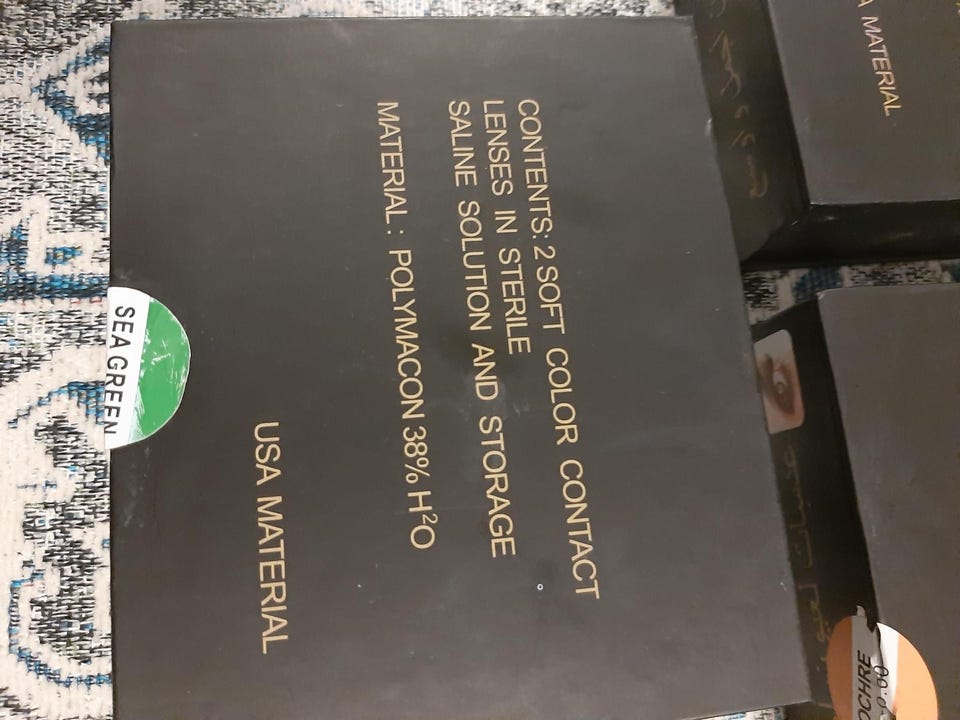 CONTENTS: 2 SOFT COLOR CONTACT
LENSES IN STERILE
SALINE SOLUTION AND STORAGE
MATERIAL : POLYMACON 38% H²O
USA MATERIAL
SEA GREEN
A MATERIAL
OCHRE